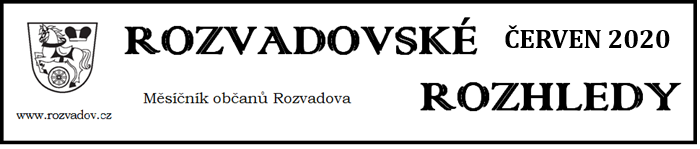 ROZVADOVSKÉ
ČERVEN 2020
ROZHLEDY
Měsíčník občanů Rozvadova
www.rozvadov.cz